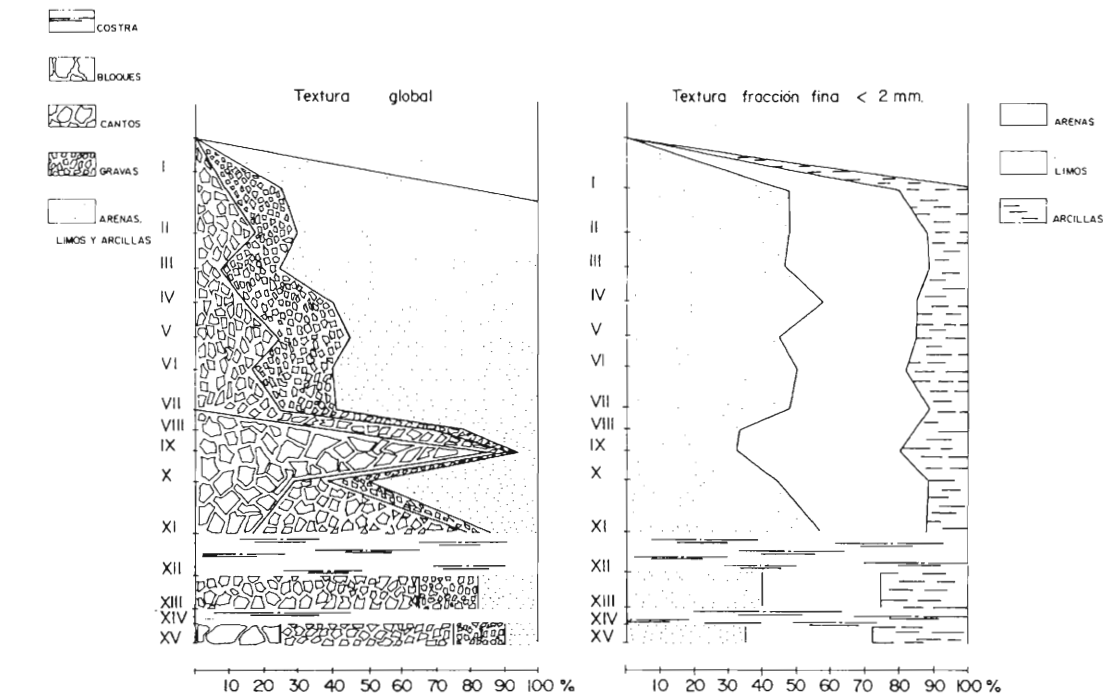 COSTRA
BLOQUES
CANTOS
GRAVAS
ARENAS,
LIMOS Y ARCILLAS
Textura global
I
II
III
IV
V
VI
VII
VIII
IX
X
XI
XII
XIII
XIV
XV
10 20 30 40 50 60 70 80 90 100 %
Textura fracción fina < 2 mm.
I
II
III
IV
V
VI
VII
VIII
IX
X
XI
XII
XIII
XIV
XV
10 20 30 40 50 60 70 80 90 100 %
ARENAS
LIMOS
ARCILLAS